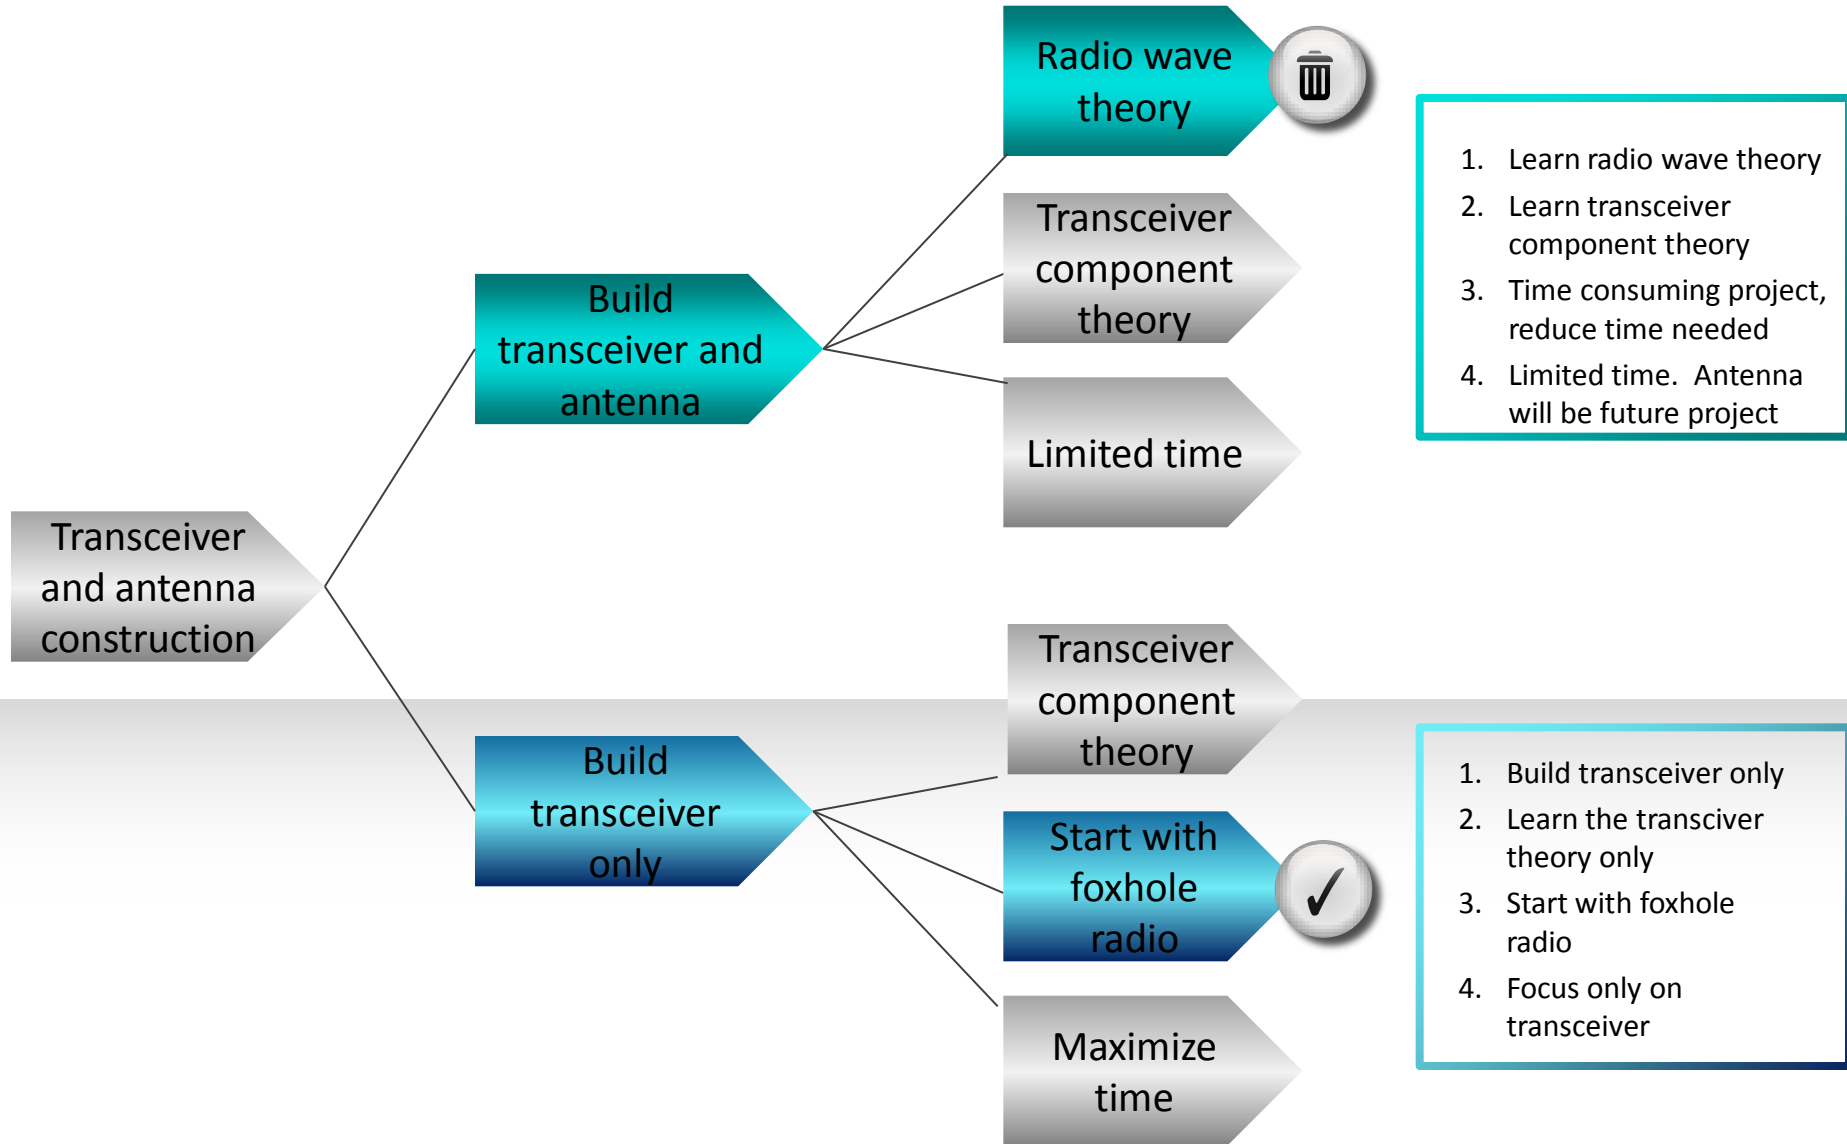 Radio wave
theory
1. Learn radio wave theory
2. Learn transceiver
component theory
3. Time consuming project,
reduce time needed
4. Limited time.  Antenna
will be future project
Transceiver
component
theory
Build
transceiver and
antenna
Limited time
Transceiver
and antenna
construction
Transceiver
component
theory
Build
transceiver
only
Start with
foxhole
radio
Maximize
time
1. Build transceiver only
2. Learn the transciver
theory only
3. Start with foxhole
radio
4. Focus only on
transceiver